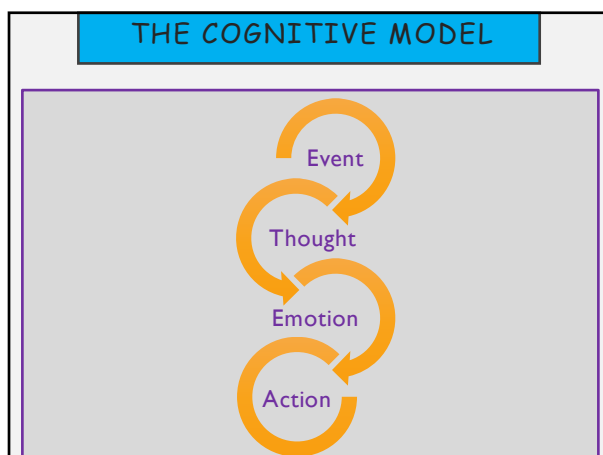 THE COGNITIVE MODEL
Event
Thought
Emotion
Action